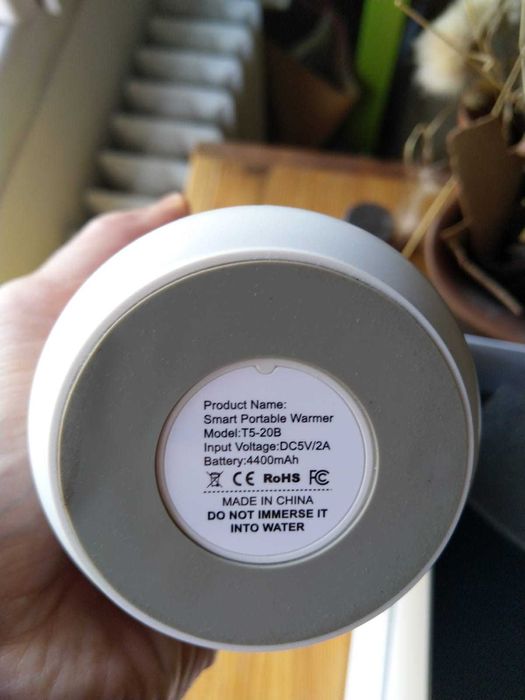 Product Name:
Smart Portable Warmer
Model:T5-20B
Input Voltage:DC5V/2A
Battery:4400mAh
CE RoHS FC
MADE IN CHINA
DO NOT IMMERSE IT
INTO WATER